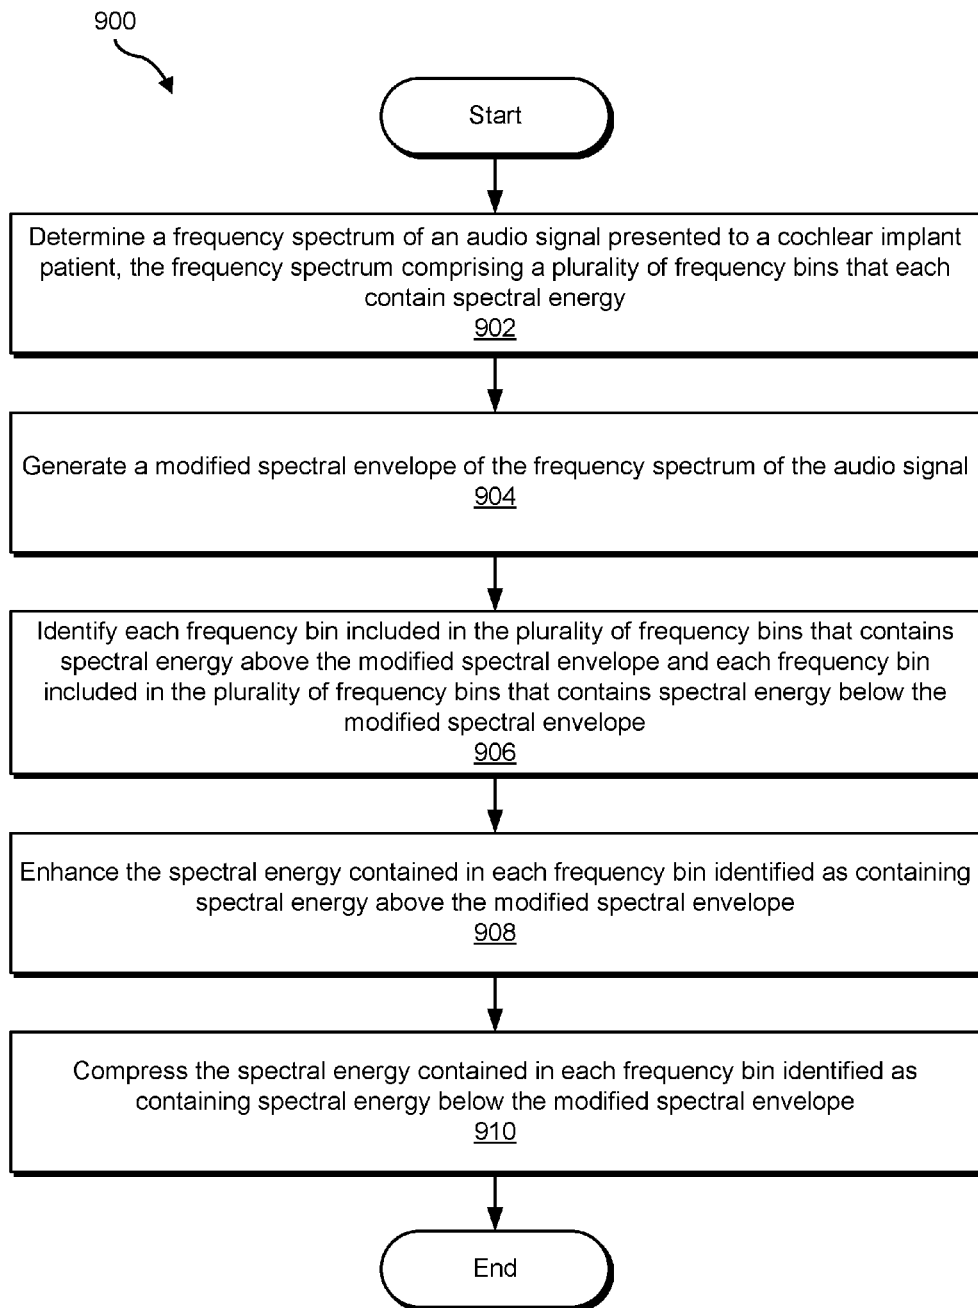 900
Start
Determine a frequency spectrum of an audio signal presented to a cochlear implant
patient, the frequency spectrum comprising a plurality of frequency bins that each
contain spectral energy
902
Generate a modified spectral envelope of the frequency spectrum of the audio signal
904
Identify each frequency bin included in the plurality of frequency bins that contains
spectral energy above the modified spectral envelope and each frequency bin
included in the plurality of frequency bins that contains spectral energy below the
modified spectral envelope
906
Enhance the spectral energy contained in each frequency bin identified as containing
spectral energy above the modified spectral envelope
908
Compress the spectral energy contained in each frequency bin identified as
containing spectral energy below the modified spectral envelope
910
End